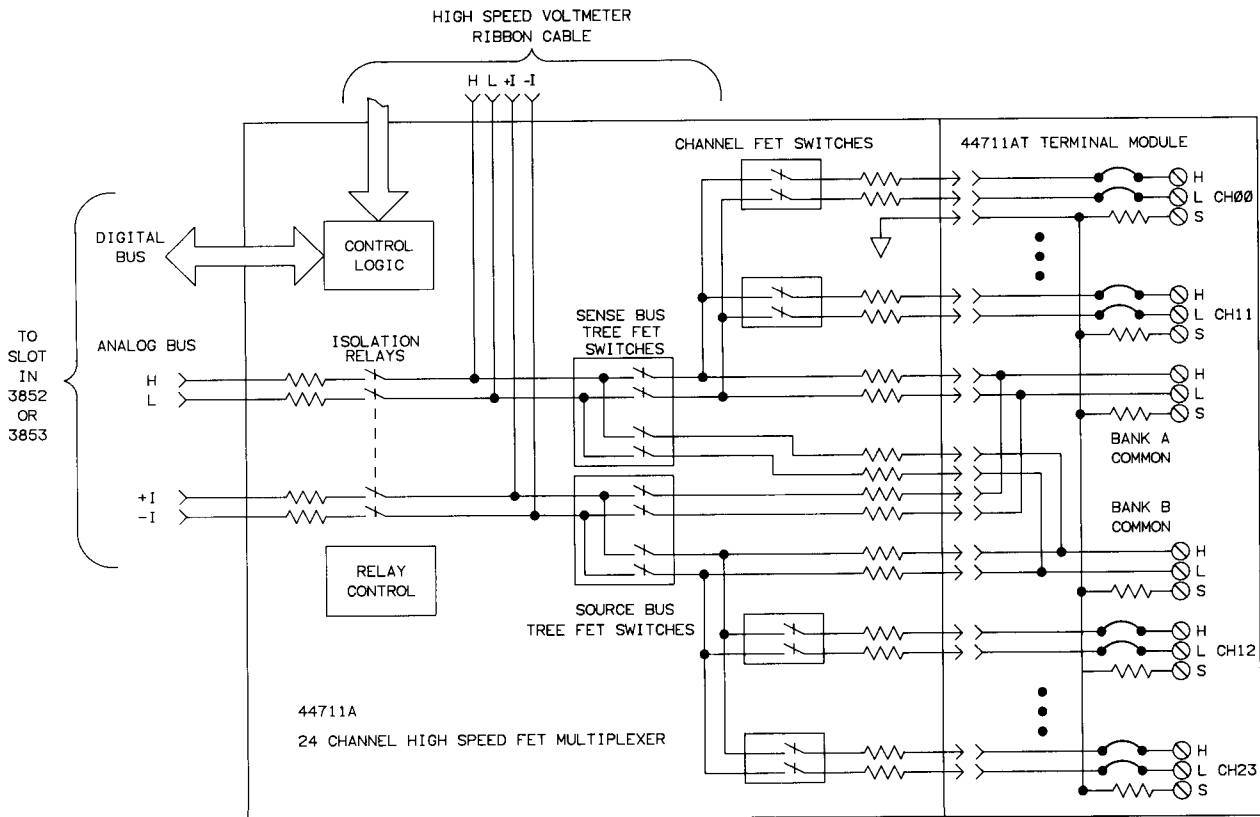 HIGH SPEED VOLTMETER
RIBBON CABLE
H L +I -I
CHANNEL FET SWITCHES
44711AT TERMINAL MODULE
H
L CHØØ
S
DIGITAL
BUS
CONTROL
LOGIC
H
L CH11
S
TO
SLOT
IN
3852
OR
3853
ANALOG BUS
ISOLATION
RELAYS
SENSE BUS
TREE FET
SWITCHES
H
L
H
L
S
BANK A
COMMON
+I
-I
BANK B
COMMON
RELAY
CONTROL
H
L
S
SOURCE BUS
TREE FET SWITCHES
H
L CH12
S
44711A
24 CHANNEL HIGH SPEED FET MULTIPLEXER
H
L CH23
S